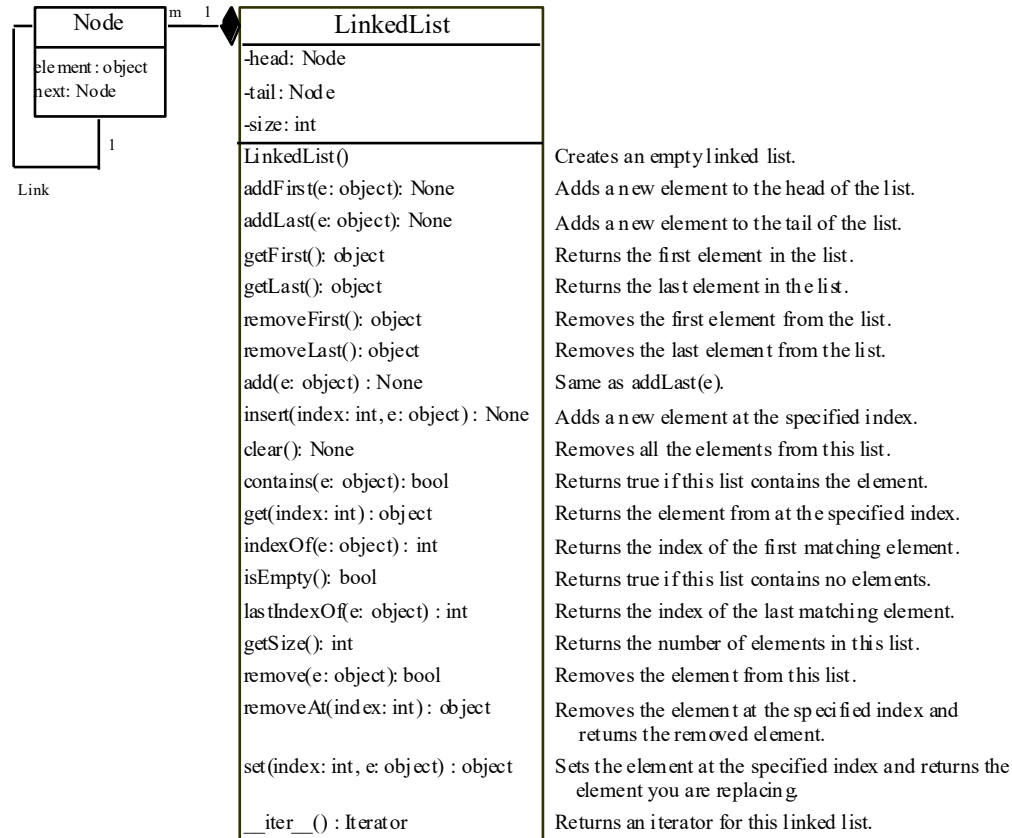 Node
element: object
next: Node
m 1
1
Link
LinkedList
-head: Node
-tail: Node
-size: int
LinkedList() Creates an empty linked list.
addFirst(e: object): None Adds a new element to the head of the list.
addLast(e: object): None Adds a new element to the tail of the list.
getFirst(): object Returns the first element in the list.
getLast(): object Returns the last element in the list.
removeFirst(): object Removes the first element from the list.
removeLast(): object Removes the last element from the list.
add(e: object) : None Same as addLast(e).
insert(index: int, e: object) : None Adds a new element at the specified index.
clear(): None Removes all the elements from this list.
contains(e: object): bool Returns true if this list contains the element.
get(index: int) : object Returns the element from at the specified index.
indexOf(e: object) : int Returns the index of the first matching element.
isEmpty(): bool Returns true if this list contains no elements.
lastIndexOf(e: object) : int Returns the index of the last matching element.
getSize(): int Returns the number of elements in this list.
remove(e: object): bool Removes the element from this list.
removeAt(index: int) : object Removes the element at the specified index and
returns the removed element.
set(index: int, e: object) : object Sets the element at the specified index and returns the
element you are replacing.
__iter__() : Iterator Returns an iterator for this linked list.